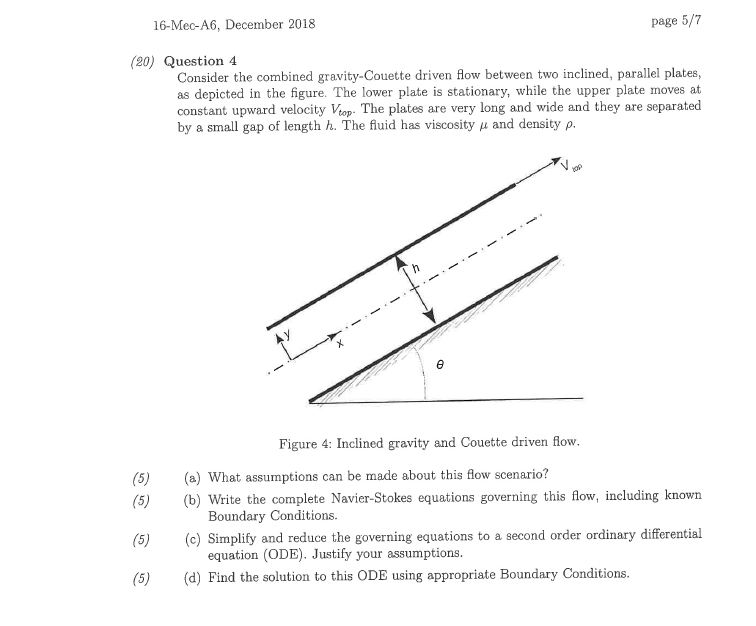 16-Mec-A6, December 2018
page 5/7
(20) Question 4
Consider the combined gravity-Couette driven flow between two inclined, parallel plates,
as depicted in the figure. The lower plate is stationary, while the upper plate moves at
constant upward velocity Vtop. The plates are very long and wide and they are separated
by a small gap of length h. The fluid has viscosity μ and density ρ.
V top
h
y
x
θ
Figure 4: Inclined gravity and Couette driven flow.
(5) (a) What assumptions can be made about this flow scenario?
(5) (b) Write the complete Navier-Stokes equations governing this flow, including known
Boundary Conditions.
(5) (c) Simplify and reduce the governing equations to a second order ordinary differential
equation (ODE). Justify your assumptions.
(5) (d) Find the solution to this ODE using appropriate Boundary Conditions.